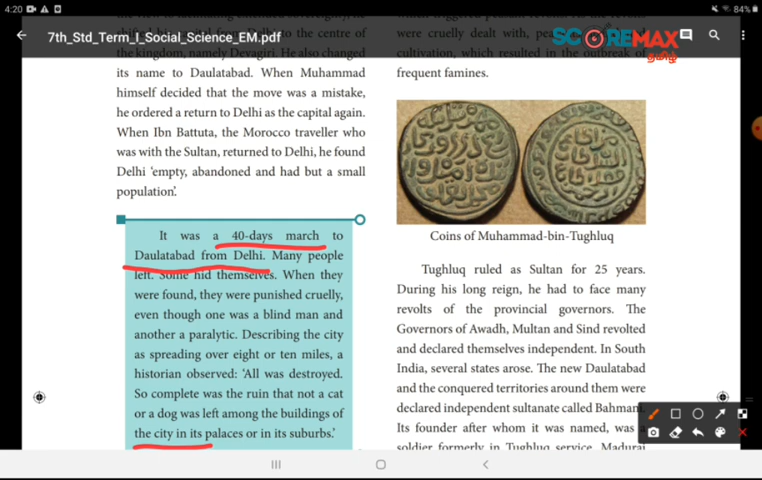 4:20
84%
7th_Std_Term_I_Social_Science_EM.pdf
SCOREMAX
தமிழ்
the kingdom, namely Devagiri. He also changed
its name to Daulatabad. When Muhammad
himself decided that the move was a mistake,
he ordered a return to Delhi as the capital again.
When Ibn Battuta, the Morocco traveller who
was with the Sultan, returned to Delhi, he found
Delhi 'empty, abandoned and had but a small
population'.
It was a 40-days march to
Daulatabad from Delhi. Many people
left. Some hid themselves. When they
were found, they were punished cruelly,
even though one was a blind man and
another a paralytic. Describing the city
as spreading over eight or ten miles, a
historian observed: 'All was destroyed.
So complete was the ruin that not a cat
or a dog was left among the buildings of
the city in its palaces or in its suburbs.'
were cruelly dealt with,
cultivation, which resulted in the outbreak of
frequent famines.
Coins of Muhammad-bin-Tughluq
Tughluq ruled as Sultan for 25 years.
During his long reign, he had to face many
revolts of the provincial governors. The
Governors of Awadh, Multan and Sind revolted
and declared themselves independent. In South
India, several states arose. The new Daulatabad
and the conquered territories around them were
declared independent sultanate called Bahmani.
Its founder after whom it was named, was a
soldier formerly in Tughluq service. Madurai